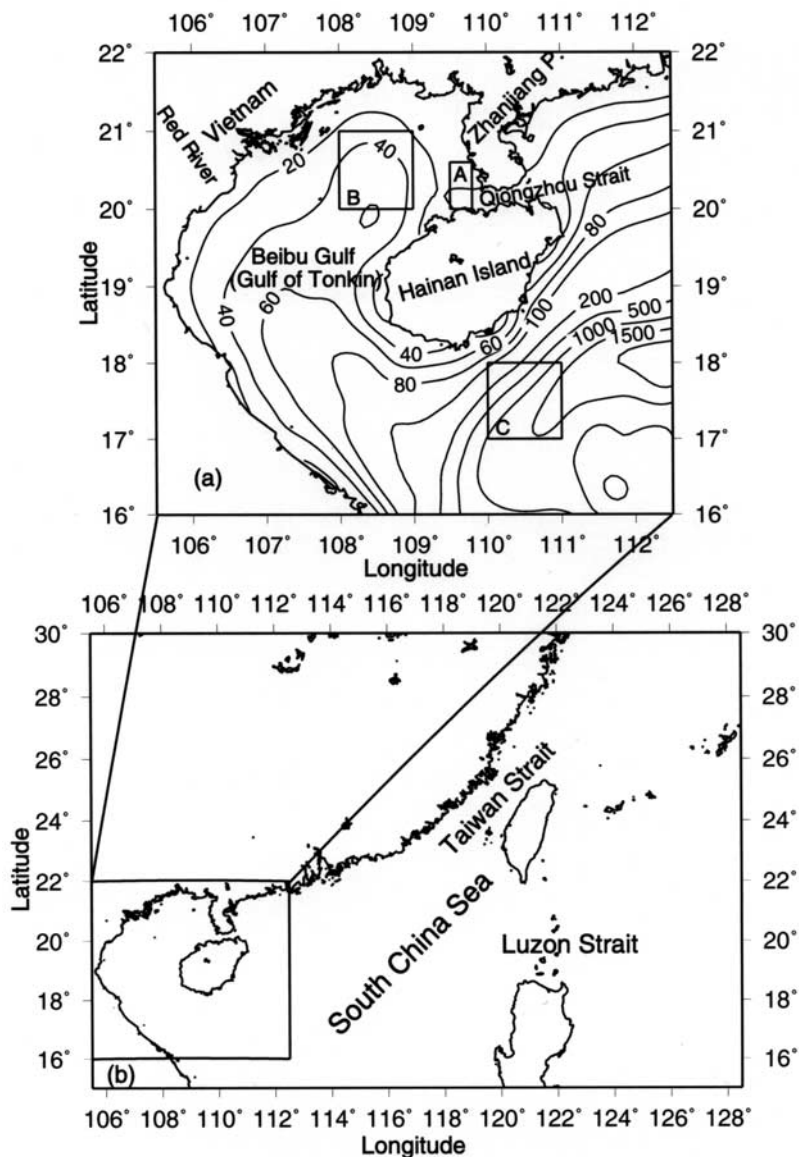 106° 107° 108° 109° 110° 111° 112°
22° 22°
21° 21°
20° 20°
19° 19°
18° 18°
17° 17°
16° 16°
106° 107° 108° 109° 110° 111° 112°
Longitude
Latitude
Vietnam
Red River
Zhanjiang P.
20
40
A
B
Qiongzhou Strait
Beibu Gulf
(Gulf of Tonkin)
Hainan Island
80
40
60
100
200
500
1000
1500
60
40
80
C
(a)
106° 108° 110° 112° 114° 116° 118° 120° 122° 124° 126° 128°
30° 30°
28° 28°
26° 26°
24° 24°
22° 22°
20° 20°
18° 18°
16° 16°
Latitude
Taiwan Strait
South China Sea
Luzon Strait
(b)
106° 108° 110° 112° 114° 116° 118° 120° 122° 124° 126° 128°
Longitude